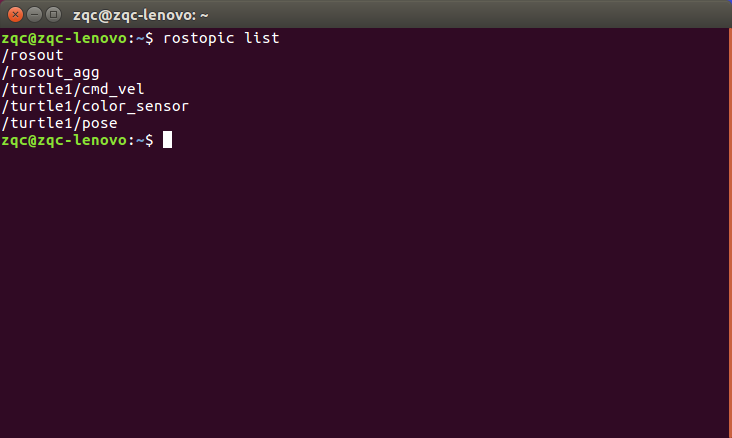 zqc@zqc-lenovo: ~
zqc@zqc-lenovo:~$ rostopic list
/rosout
/rosout_agg
/turtle1/cmd_vel
/turtle1/color_sensor
/turtle1/pose
zqc@zqc-lenovo:~$